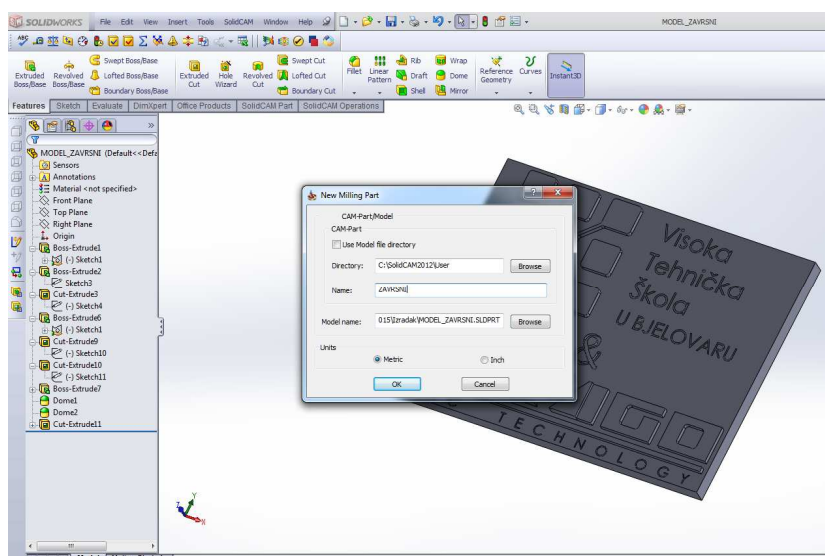 SOLIDWORKS File Edit View Insert Tools SolidCAM Window Help MODEL_ZAVRSNI
Extruded Boss/Base
Revolved Boss/Base
Swept Boss/Base
Lofted Boss/Base
Boundary Boss/Base
Extruded Cut
Hole Wizard
Revolved Cut
Swept Cut
Lofted Cut
Boundary Cut
Fillet
Linear Pattern
Rib
Draft
Shell
Wrap
Dome
Mirror
Reference Geometry
Curves
Instant3D
Features Sketch Evaluate DimXpert Office Products SolidCAM Part SolidCAM Operations
MODEL_ZAVRSNI (Default<<Defa
Sensors
Annotations
Material <not specified>
Front Plane
Top Plane
Right Plane
Origin
Boss-Extrude1
(-) Sketch1
Boss-Extrude2
Sketch3
Cut-Extrude3
(-) Sketch4
Boss-Extrude6
(-) Sketch1
Cut-Extrude9
(-) Sketch10
Cut-Extrude10
(-) Sketch11
Boss-Extrude7
Dome1
Dome2
Cut-Extrude11
New Milling Part
CAM-Part/Model
CAM-Part
Use Model file directory
Directory: C:\SolidCAM2012\User Browse
Name: ZAVRSNI
Model name: 015\Izradak\MODEL_ZAVRSNI.SLDPRT Browse
Units
Metric Inch
OK Cancel
Visoka
Tehnička
Škola
U BJELOVARU
&
TECHNOLOGY